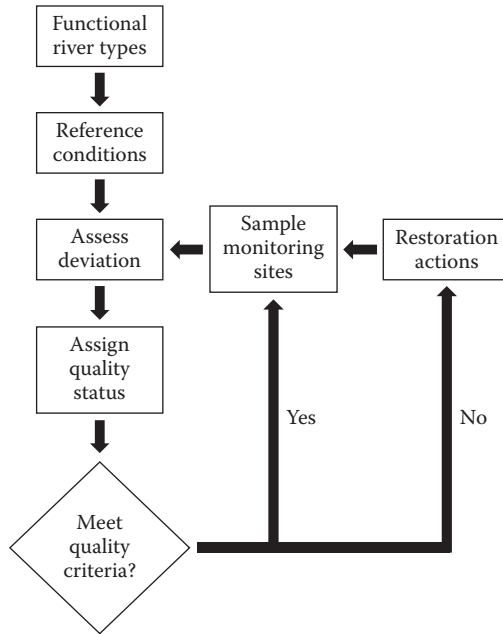 Functional
river types
Reference
conditions
Assess
deviation
Sample
monitoring
sites
Restoration
actions
Assign
quality
status
Yes
No
Meet
quality
criteria?